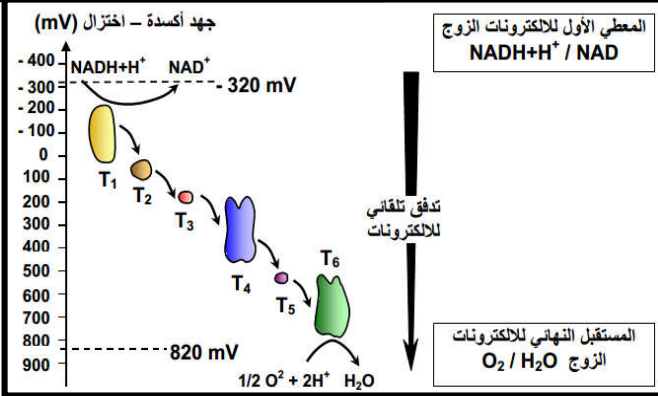 جهد أكسدة – اختزال (mV)
- 400
- 300
- 200
- 100
0
100
200
300
400
500
600
700
800
900
NADH+H⁺
NAD⁺
- 320 mV
T₁
T₂
T₃
T₄
T₅
T₆
820 mV
1/2 O² + 2H⁺
H₂O
المعطي الأول للالكترونات الزوج
NADH+H⁺ / NAD
تدفق تلقائي
للالكترونات
المستقبل النهائي للالكترونات
الزوج O₂ / H₂O